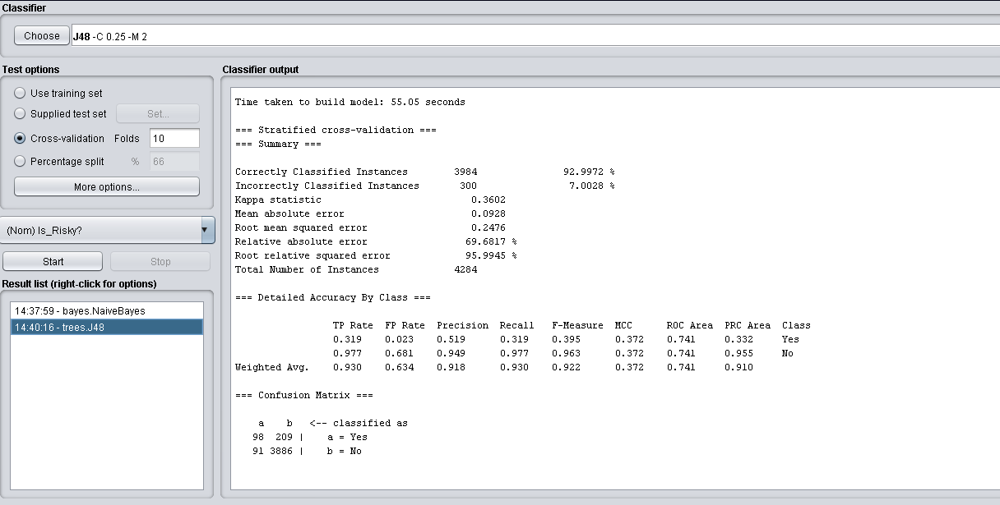 Classifier
Choose J48 -C 0.25 -M 2
Test options
Use training set
Supplied test set Set...
Cross-validation Folds 10
Percentage split % 66
More options...
(Nom) Is_Risky?
Start Stop
Result list (right-click for options)
14:37:59 - bayes.NaiveBayes
14:40:16 - trees.J48
Classifier output
Time taken to build model: 55.05 seconds
=== Stratified cross-validation ===
=== Summary ===
Correctly Classified Instances 3984 92.9972 %
Incorrectly Classified Instances 300 7.0028 %
Kappa statistic 0.3602
Mean absolute error 0.0928
Root mean squared error 0.2476
Relative absolute error 69.6817 %
Root relative squared error 95.9945 %
Total Number of Instances 4284
=== Detailed Accuracy By Class ===
TP Rate FP Rate Precision Recall F-Measure MCC ROC Area PRC Area Class
0.319 0.023 0.519 0.319 0.395 0.372 0.741 0.332 Yes
0.977 0.681 0.949 0.977 0.963 0.372 0.741 0.955 No
Weighted Avg. 0.930 0.634 0.918 0.930 0.922 0.372 0.741 0.910
=== Confusion Matrix ===
a b <-- classified as
98 209 | a = Yes
91 3886 | b = No